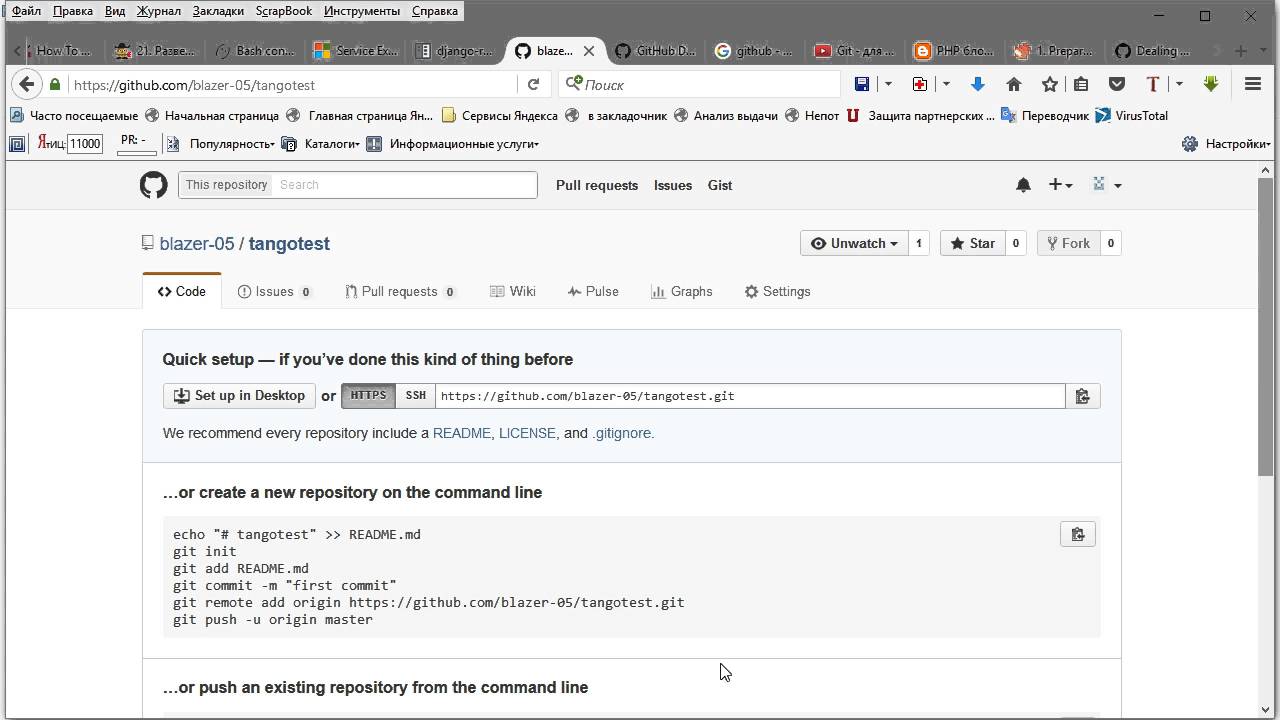 Файл Правка Вид Журнал Закладки ScrapBook Инструменты Справка
How To ... 21. Разве... Bash con... Service Ex... django-r... blaze... GitHub D... github - ... Git - для ... PHP бло... 1. Prepar... Dealing ...
https://github.com/blazer-05/tangotest Поиск
Часто посещаемые Начальная страница Главная страница Ян... Сервисы Яндекса в закладочник Анализ выдачи Непот Защита партнерских ... Переводчик VirusTotal
Яtиц: 11000 PR: - Популярность Каталоги Информационные услуги Настройки
This repository Search Pull requests Issues Gist
blazer-05 / tangotest Unwatch 1 Star 0 Fork 0
Code Issues 0 Pull requests 0 Wiki Pulse Graphs Settings
Quick setup — if you’ve done this kind of thing before
Set up in Desktop or HTTPS SSH https://github.com/blazer-05/tangotest.git
We recommend every repository include a README, LICENSE, and .gitignore.
…or create a new repository on the command line
echo "# tangotest" >> README.md
git init
git add README.md
git commit -m "first commit"
git remote add origin https://github.com/blazer-05/tangotest.git
git push -u origin master
…or push an existing repository from the command line